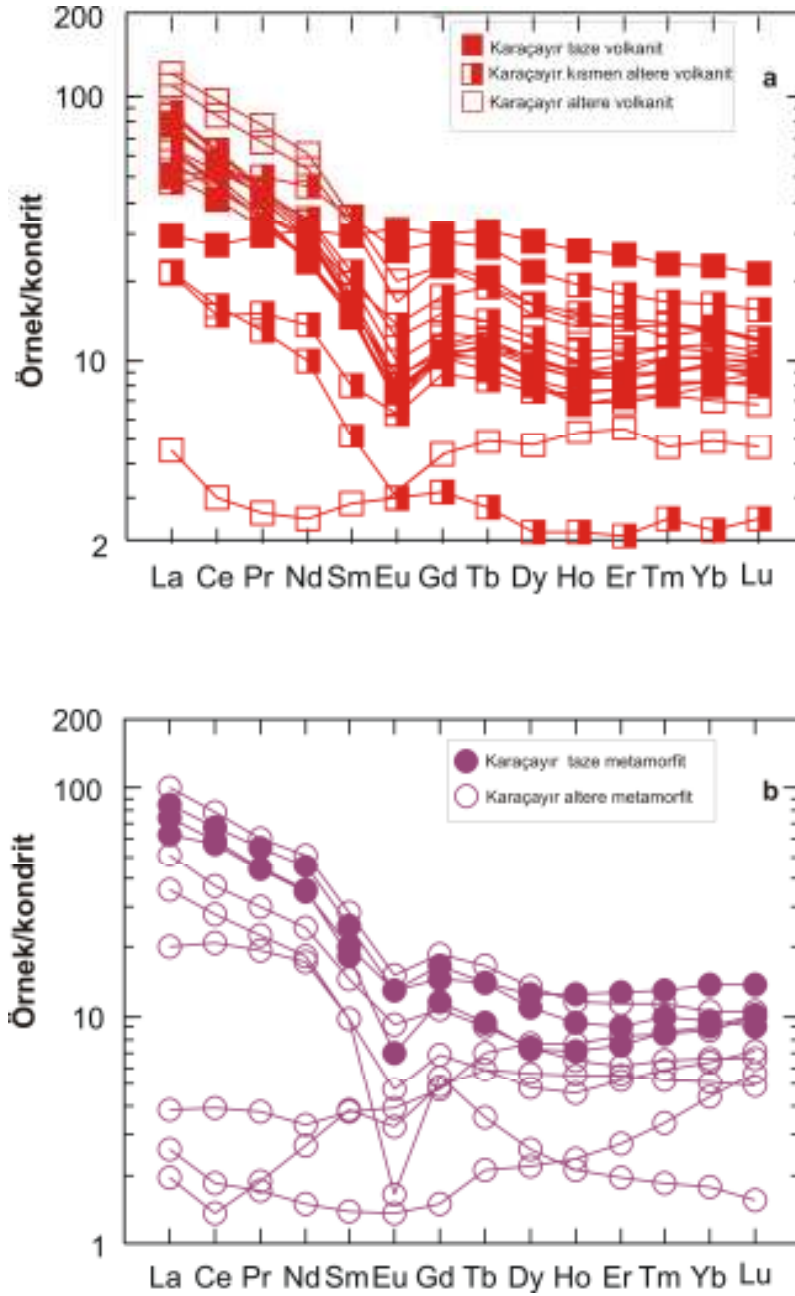 200
Karaçayır taze volkanit
a
Karaçayır kısmen altere volkanit
100
Karaçayır altere volkanit
Örnek/kondrit
10
2
La Ce Pr Nd Sm Eu Gd Tb Dy Ho Er Tm Yb Lu
200
Karaçayır taze metamorfit
b
100
Karaçayır altere metamorfit
Örnek/kondrit
10
1
La Ce Pr Nd Sm Eu Gd Tb Dy Ho Er Tm Yb Lu